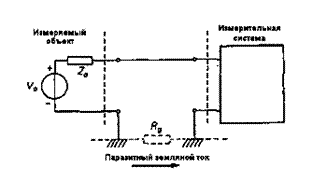 Измеряемый
объект
Измерительная
система
+
Zo
Vo
-
Rg
Паразитный земляной ток